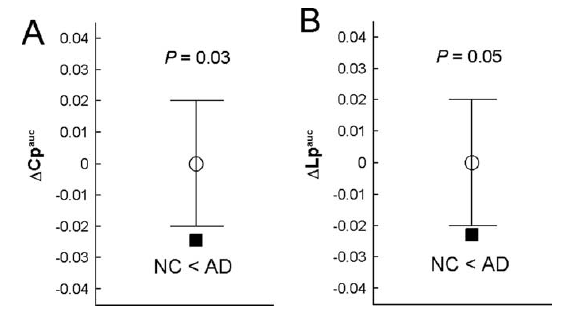 A
ΔCp^auc
0.04
0.03
0.02
0.01
0
-0.01
-0.02
-0.03
-0.04
P = 0.03
NC < AD
B
ΔLp^auc
0.04
0.03
0.02
0.01
0
-0.01
-0.02
-0.03
-0.04
P = 0.05
NC < AD